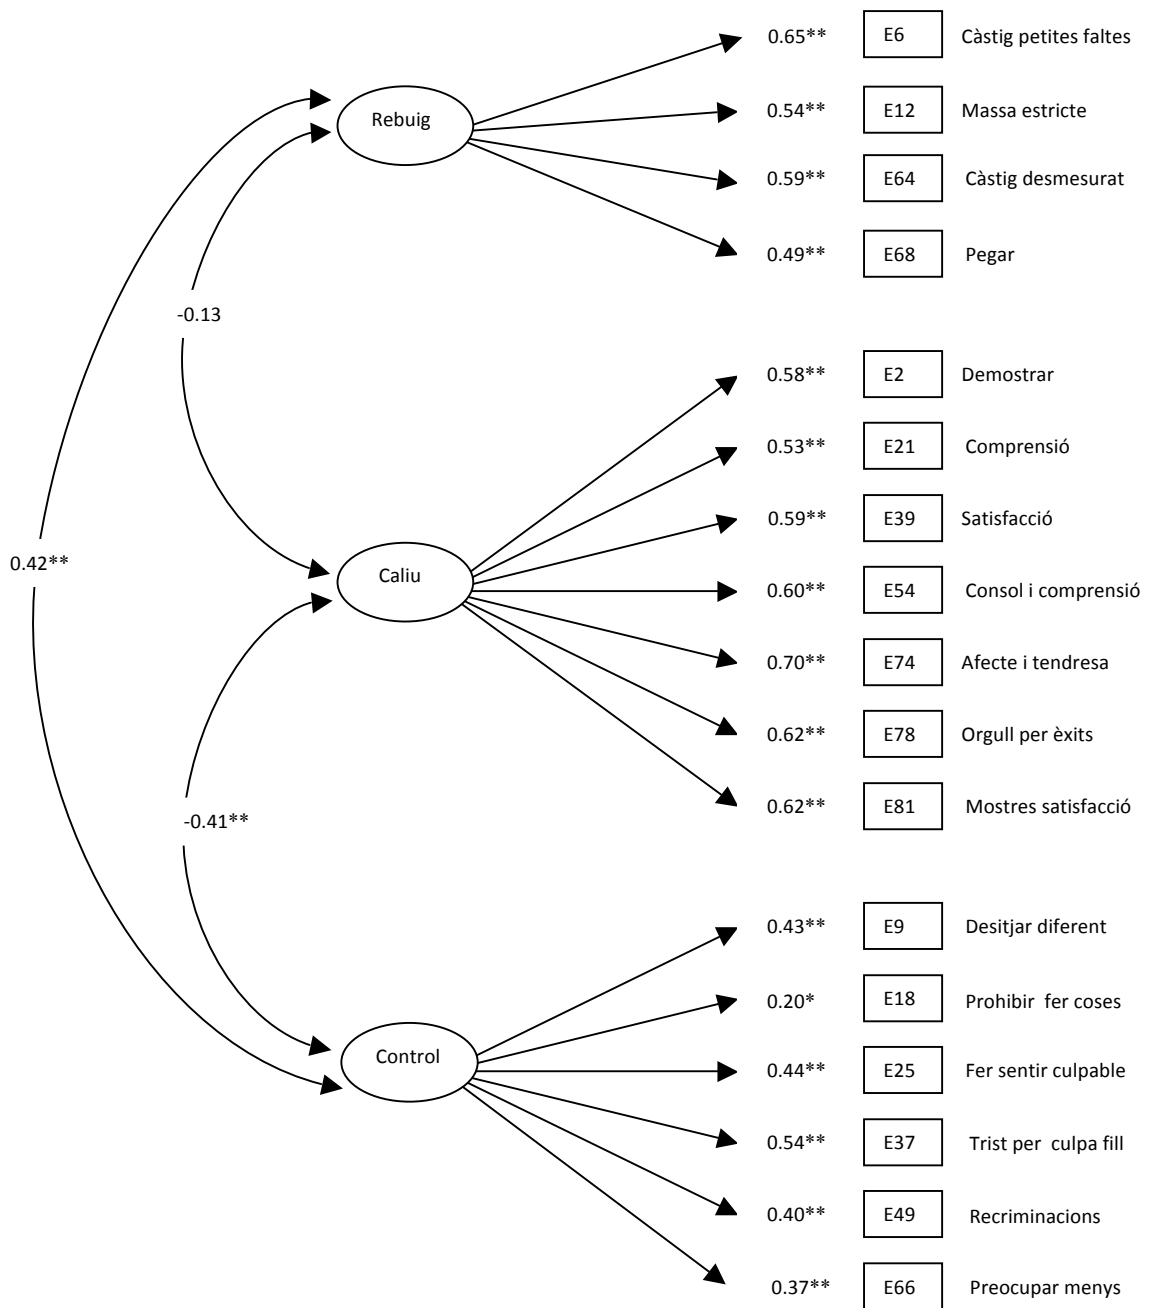 0.65** E6 Càstig petites faltes
Rebuig
0.54** E12 Massa estricte
0.59** E64 Càstig desmesurat
0.49** E68 Pegar
-0.13
0.58** E2 Demostrar
0.53** E21 Comprensió
0.59** E39 Satisfacció
0.42**
Caliu
0.60** E54 Consol i comprensió
0.70** E74 Afecte i tendresa
0.62** E78 Orgull per èxits
0.62** E81 Mostres satisfacció
-0.41**
0.43** E9 Desitjar diferent
0.20* E18 Prohibir fer coses
Control
0.44** E25 Fer sentir culpable
0.54** E37 Trist per culpa fill
0.40** E49 Recriminacions
0.37** E66 Preocupar menys